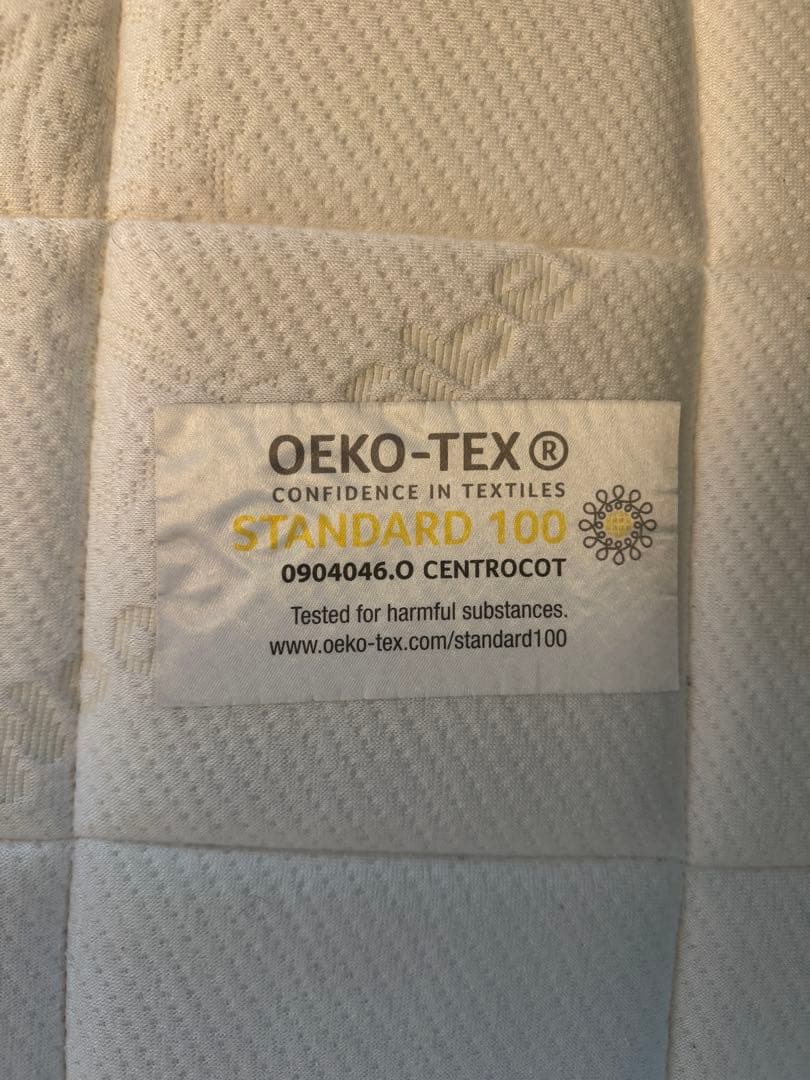 OEKO-TEX®
CONFIDENCE IN TEXTILES
STANDARD 100
0904046.O CENTROCOT
Tested for harmful substances.
www.oeko-tex.com/standard100